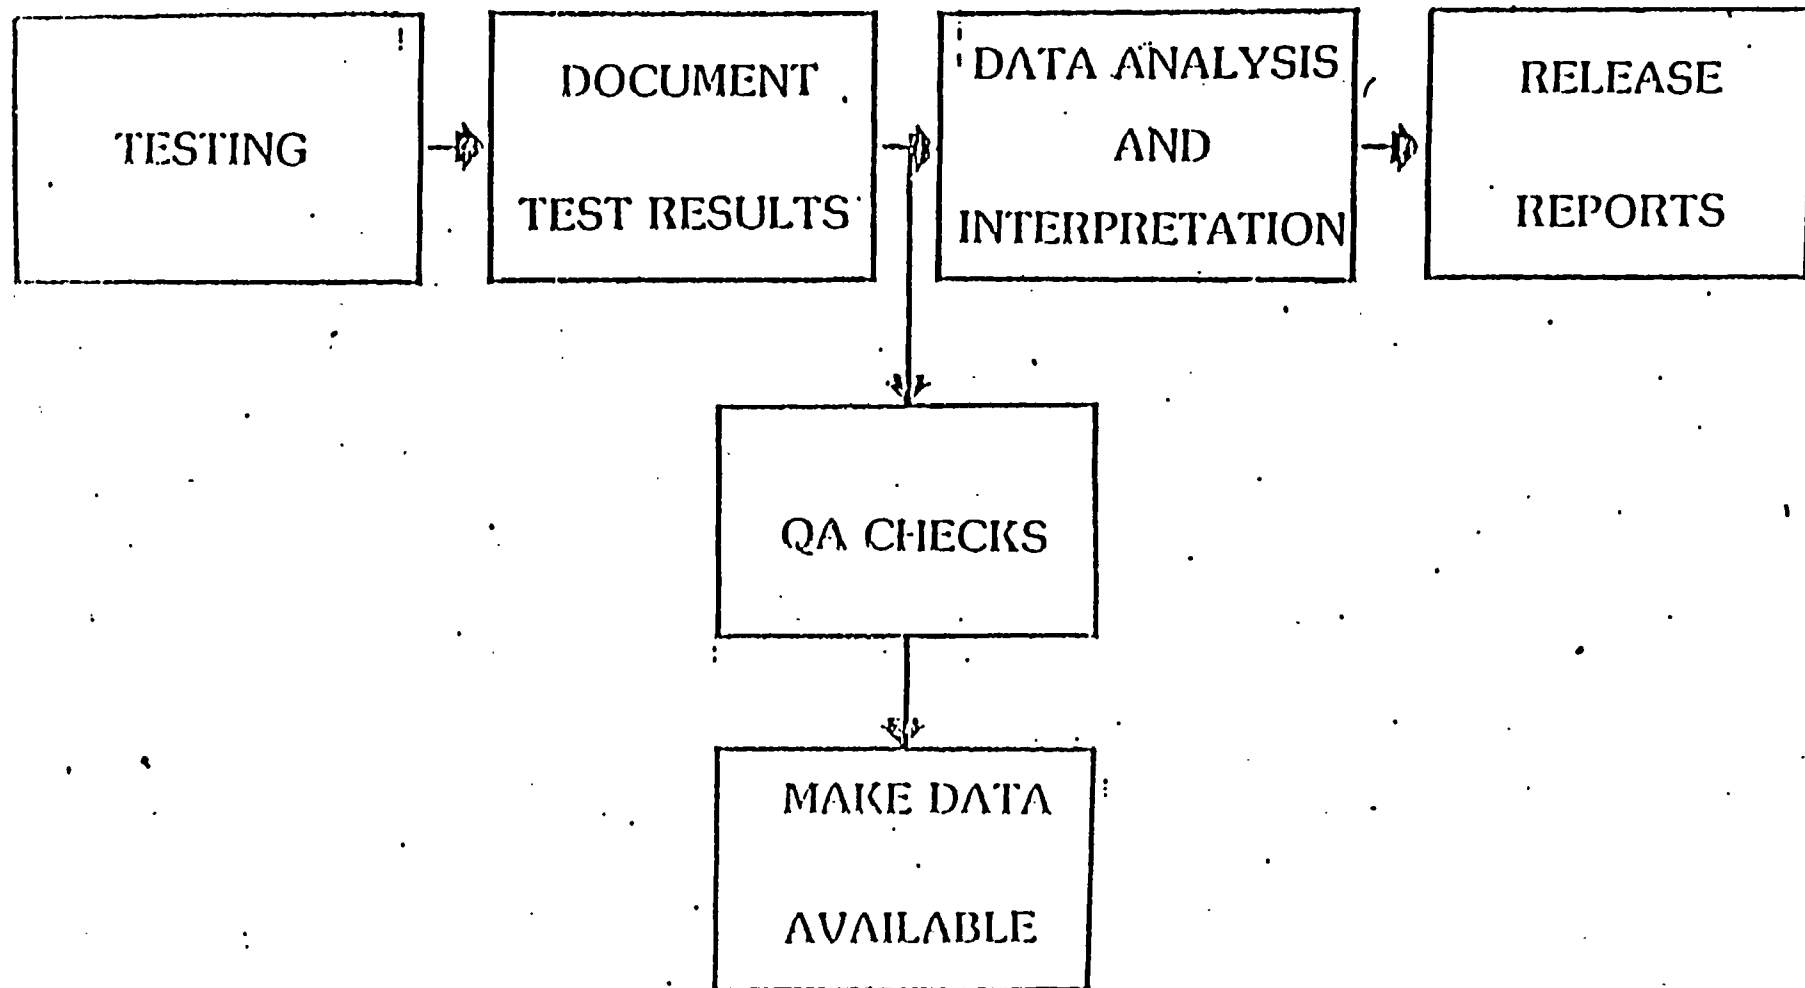 TESTING
DOCUMENT
TEST RESULTS
DATA ANALYSIS
AND
INTERPRETATION
RELEASE
REPORTS
QA CHECKS
MAKE DATA
AVAILABLE